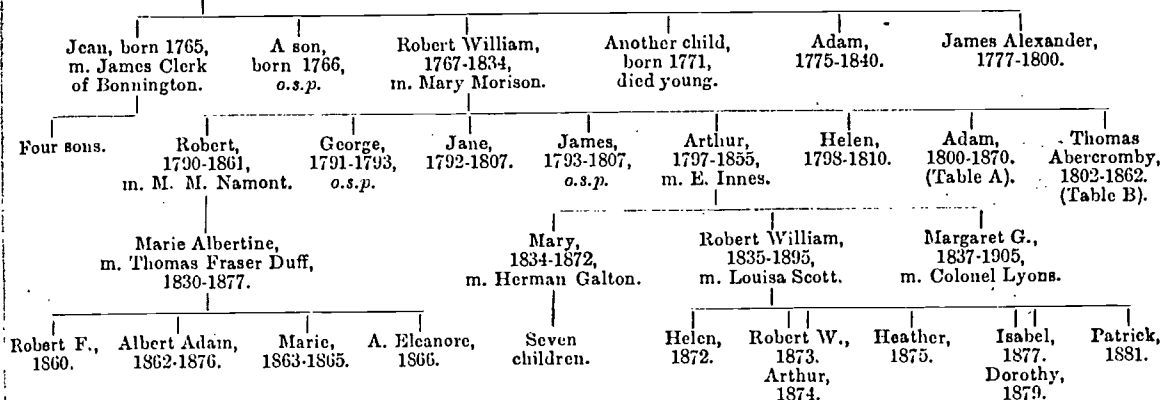 Jean, born 1765,
m. James Clerk
of Bonnington.
A son,
born 1766,
o.s.p.
Robert William,
1767-1834,
m. Mary Morison.
Another child,
born 1771,
died young.
Adam,
1775-1840.
James Alexander,
1777-1800.
Four sons.
Robert,
1790-1861,
m. M. M. Namont.
George,
1791-1793,
o.s.p.
Jane,
1792-1807.
James,
1793-1807,
o.s.p.
Arthur,
1797-1855,
m. E. Innes.
Helen,
1798-1810.
Adam,
1800-1870.
(Table A).
Thomas
Abercromby,
1802-1862.
(Table B).
Marie Albertine,
m. Thomas Fraser Duff,
1830-1877.
Mary,
1834-1872,
m. Herman Galton.
Robert William,
1835-1895,
m. Louisa Scott.
Margaret G.,
1837-1905,
m. Colonel Lyons.
Robert F.,
1860.
Albert Adam,
1862-1876.
Marie,
1863-1865.
A. Eleanore,
1866.
Seven
children.
Helen,
1872.
Robert W.,
1873.
Arthur,
1874.
Heather,
1875.
Isabel,
1877.
Dorothy,
1879.
Patrick,
1881.